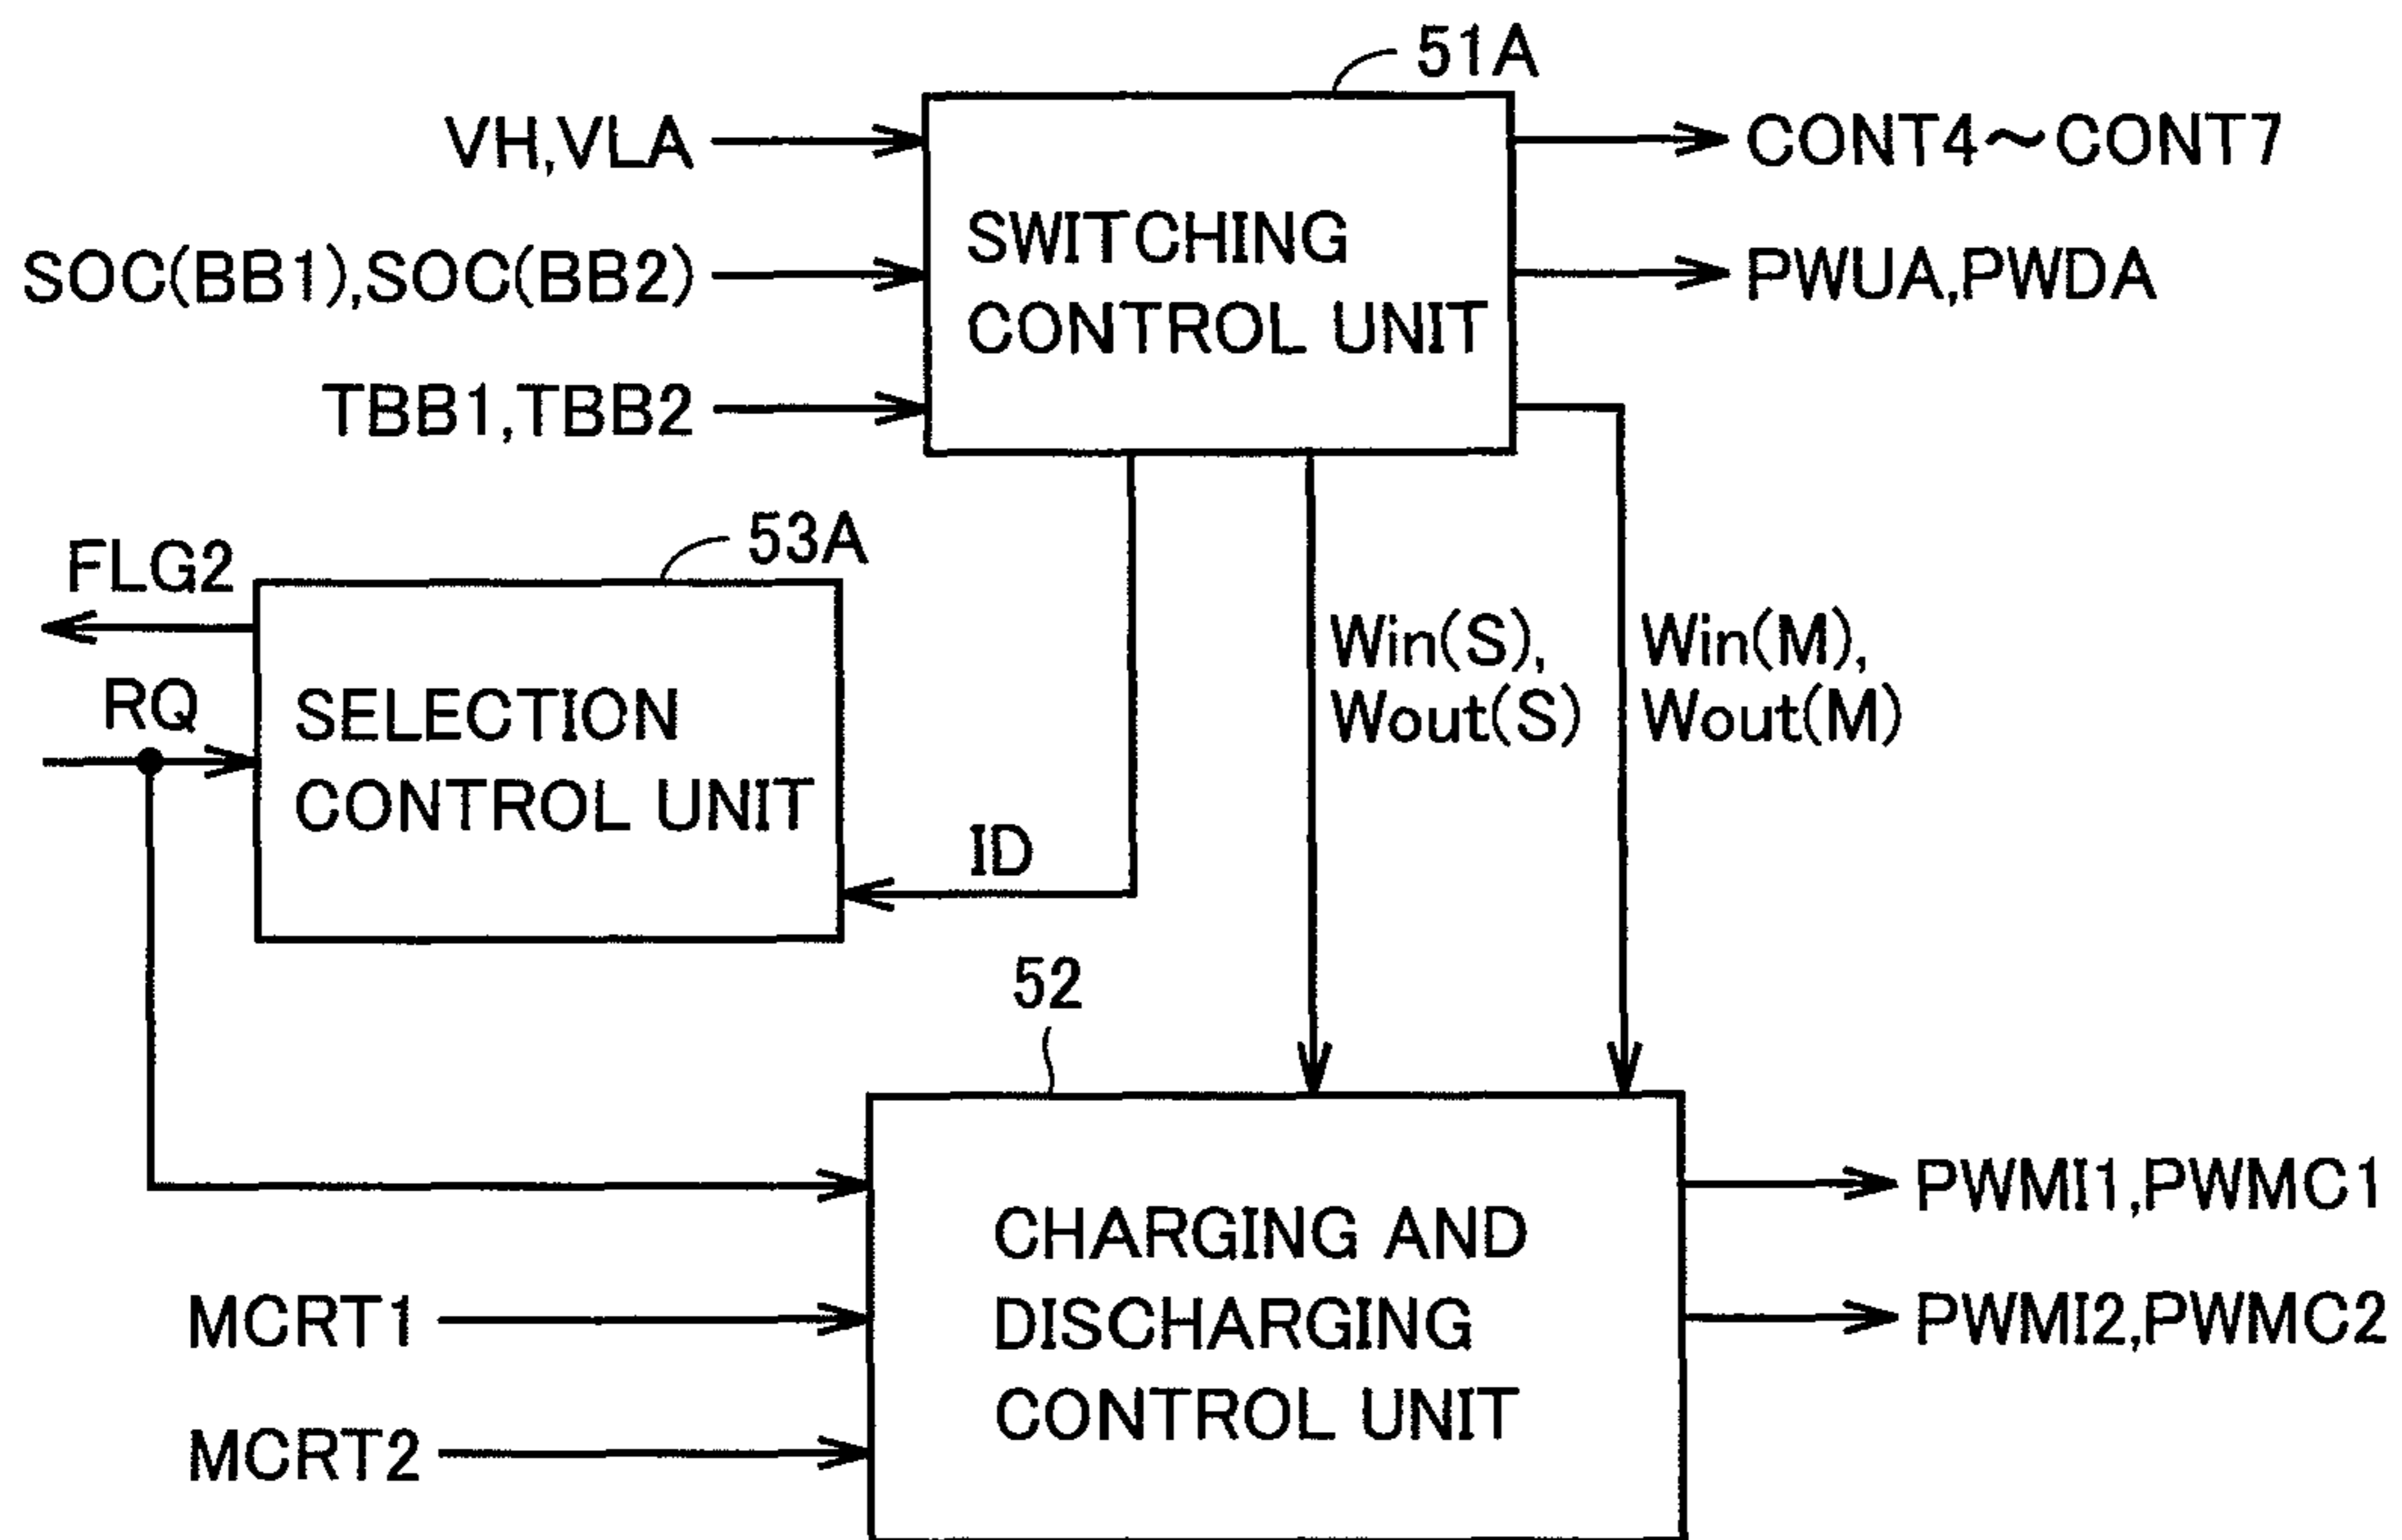 51A
VH,VLA
CONT4~CONT7
SOC(BB1),SOC(BB2)
SWITCHING
CONTROL UNIT
PWUA,PWDA
TBB1,TBB2
53A
FLG2
RQ
SELECTION
CONTROL UNIT
ID
Win(S),
Wout(S)
Win(M),
Wout(M)
52
CHARGING AND
DISCHARGING
CONTROL UNIT
PWMI1,PWMC1
MCRT1
PWMI2,PWMC2
MCRT2